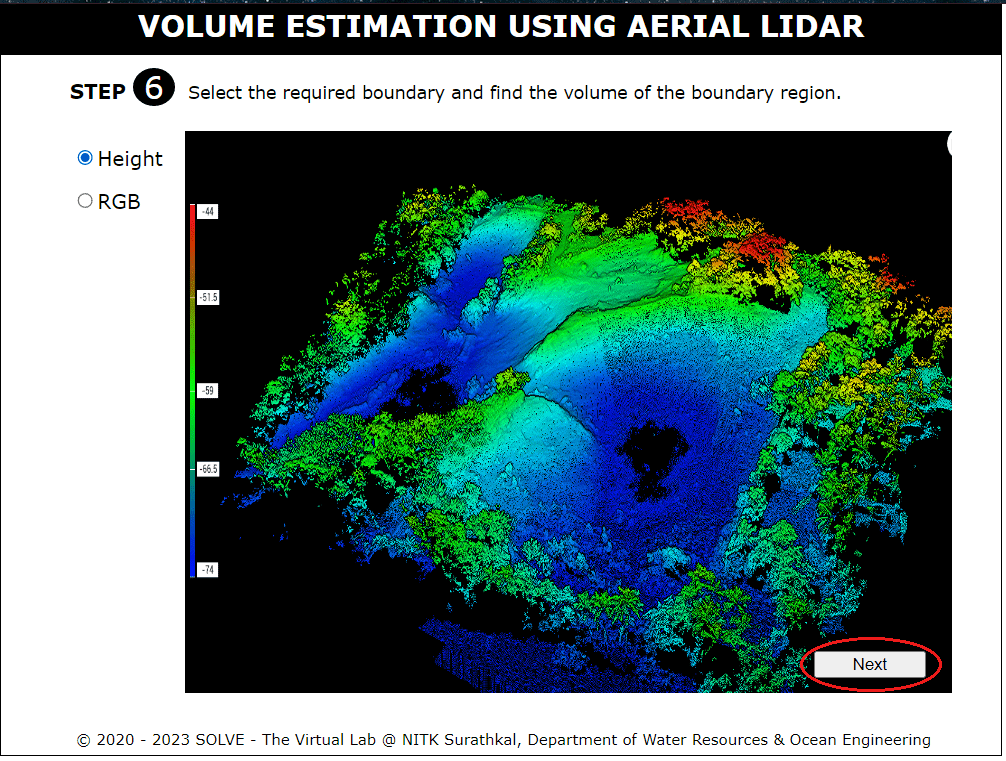 VOLUME ESTIMATION USING AERIAL LIDAR
STEP 6 Select the required boundary and find the volume of the boundary region.
Height
RGB
-44
-51.5
-59
-66.5
-74
Next
© 2020 - 2023 SOLVE - The Virtual Lab @ NITK Surathkal, Department of Water Resources & Ocean Engineering